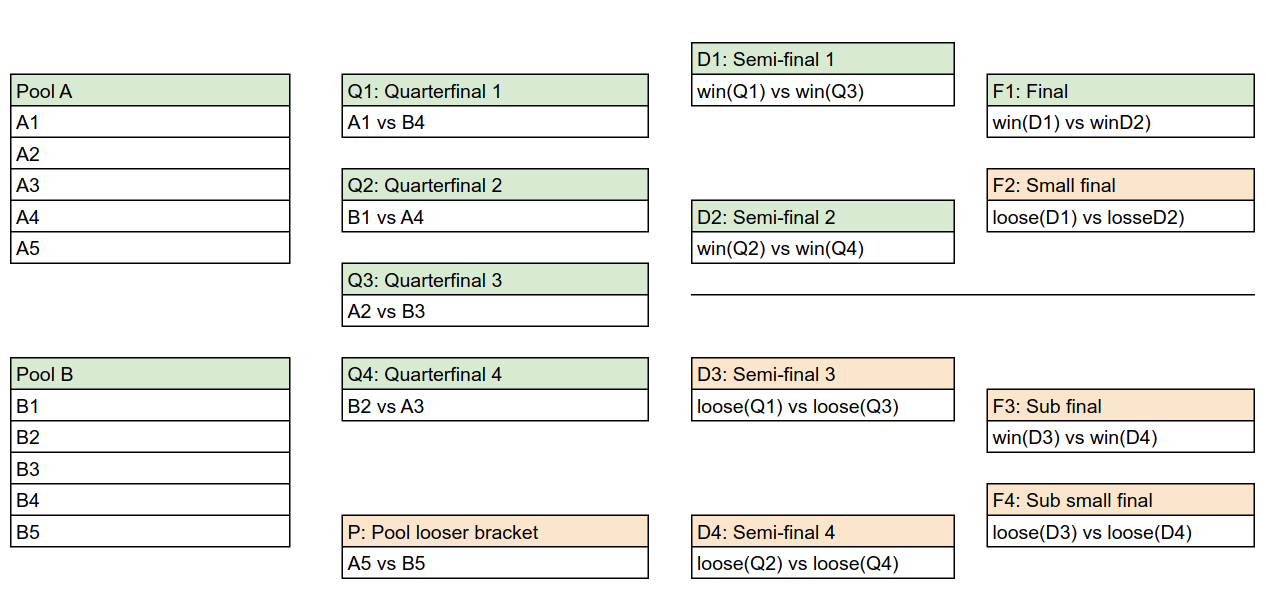 Pool A
A1
A2
A3
A4
A5
Pool B
B1
B2
B3
B4
B5
Q1: Quarterfinal 1
A1 vs B4
Q2: Quarterfinal 2
B1 vs A4
Q3: Quarterfinal 3
A2 vs B3
Q4: Quarterfinal 4
B2 vs A3
P: Pool looser bracket
A5 vs B5
D1: Semi-final 1
win(Q1) vs win(Q3)
D2: Semi-final 2
win(Q2) vs win(Q4)
D3: Semi-final 3
loose(Q1) vs loose(Q3)
D4: Semi-final 4
loose(Q2) vs loose(Q4)
F1: Final
win(D1) vs winD2)
F2: Small final
loose(D1) vs losseD2)
F3: Sub final
win(D3) vs win(D4)
F4: Sub small final
loose(D3) vs loose(D4)